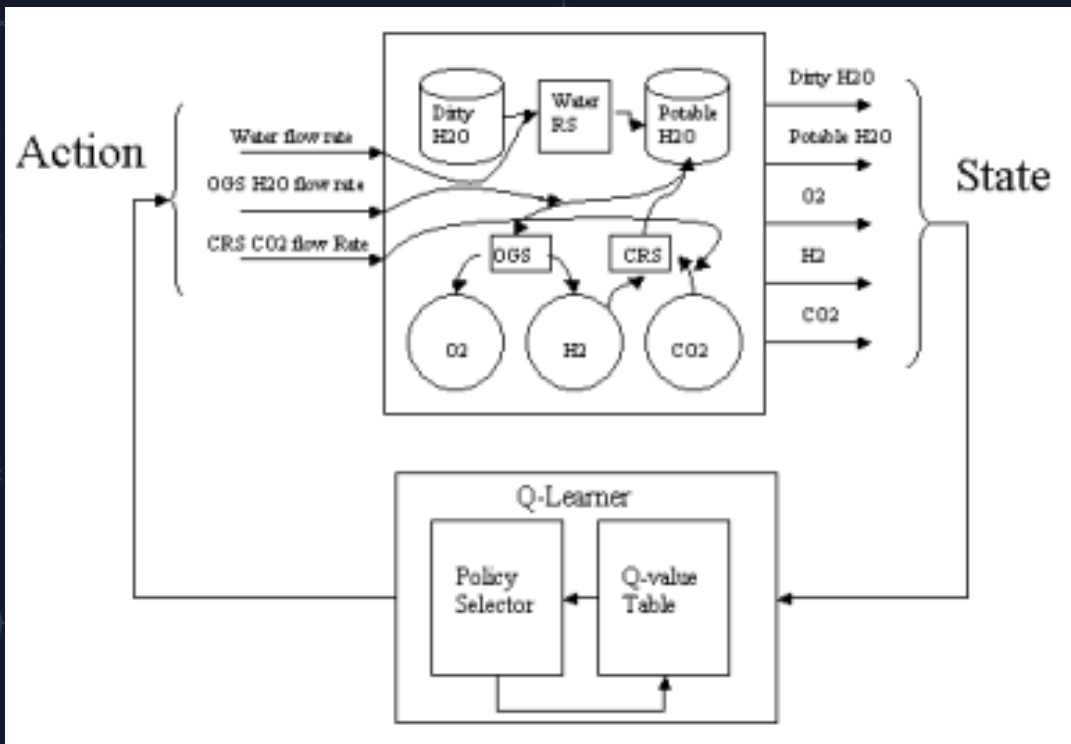 Action
Water flow rate
OGS H2O flow rate
CRS CO2 flow Rate
Dirty
H2O
Water
RS
Potable
H2O
OGS
CRS
O2
H2
CO2
Dirty H2O
Potable H2O
O2
H2
CO2
State
Q-Learner
Policy
Selector
Q-value
Table